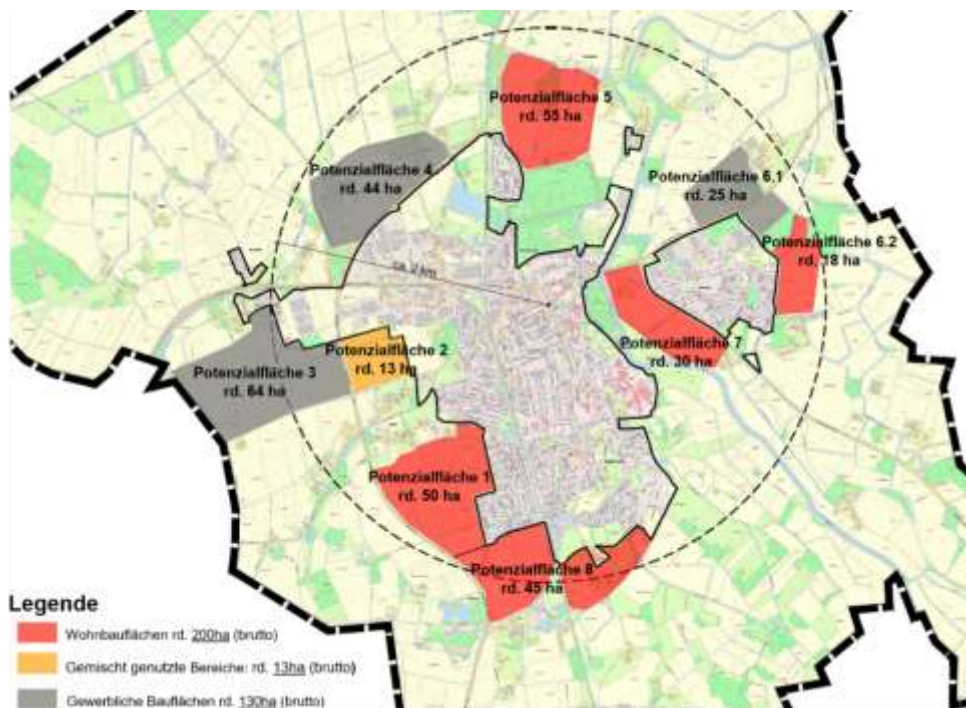 Potenzialfläche 5
rd. 55 ha
Potenzialfläche 4
rd. 44 ha
Potenzialfläche 6.1
rd. 25 ha
Potenzialfläche 6.2
rd. 18 ha
ca. 2 km
Potenzialfläche 2
rd. 13 ha
Potenzialfläche 7
rd. 30 ha
Potenzialfläche 3
rd. 64 ha
Potenzialfläche 1
rd. 50 ha
Potenzialfläche 8
rd. 45 ha
Legende
Wohnbauflächen rd. 200ha (brutto)
Gemischt genutzte Bereiche: rd. 13ha (brutto)
Gewerbliche Bauflächen rd. 130ha (brutto)